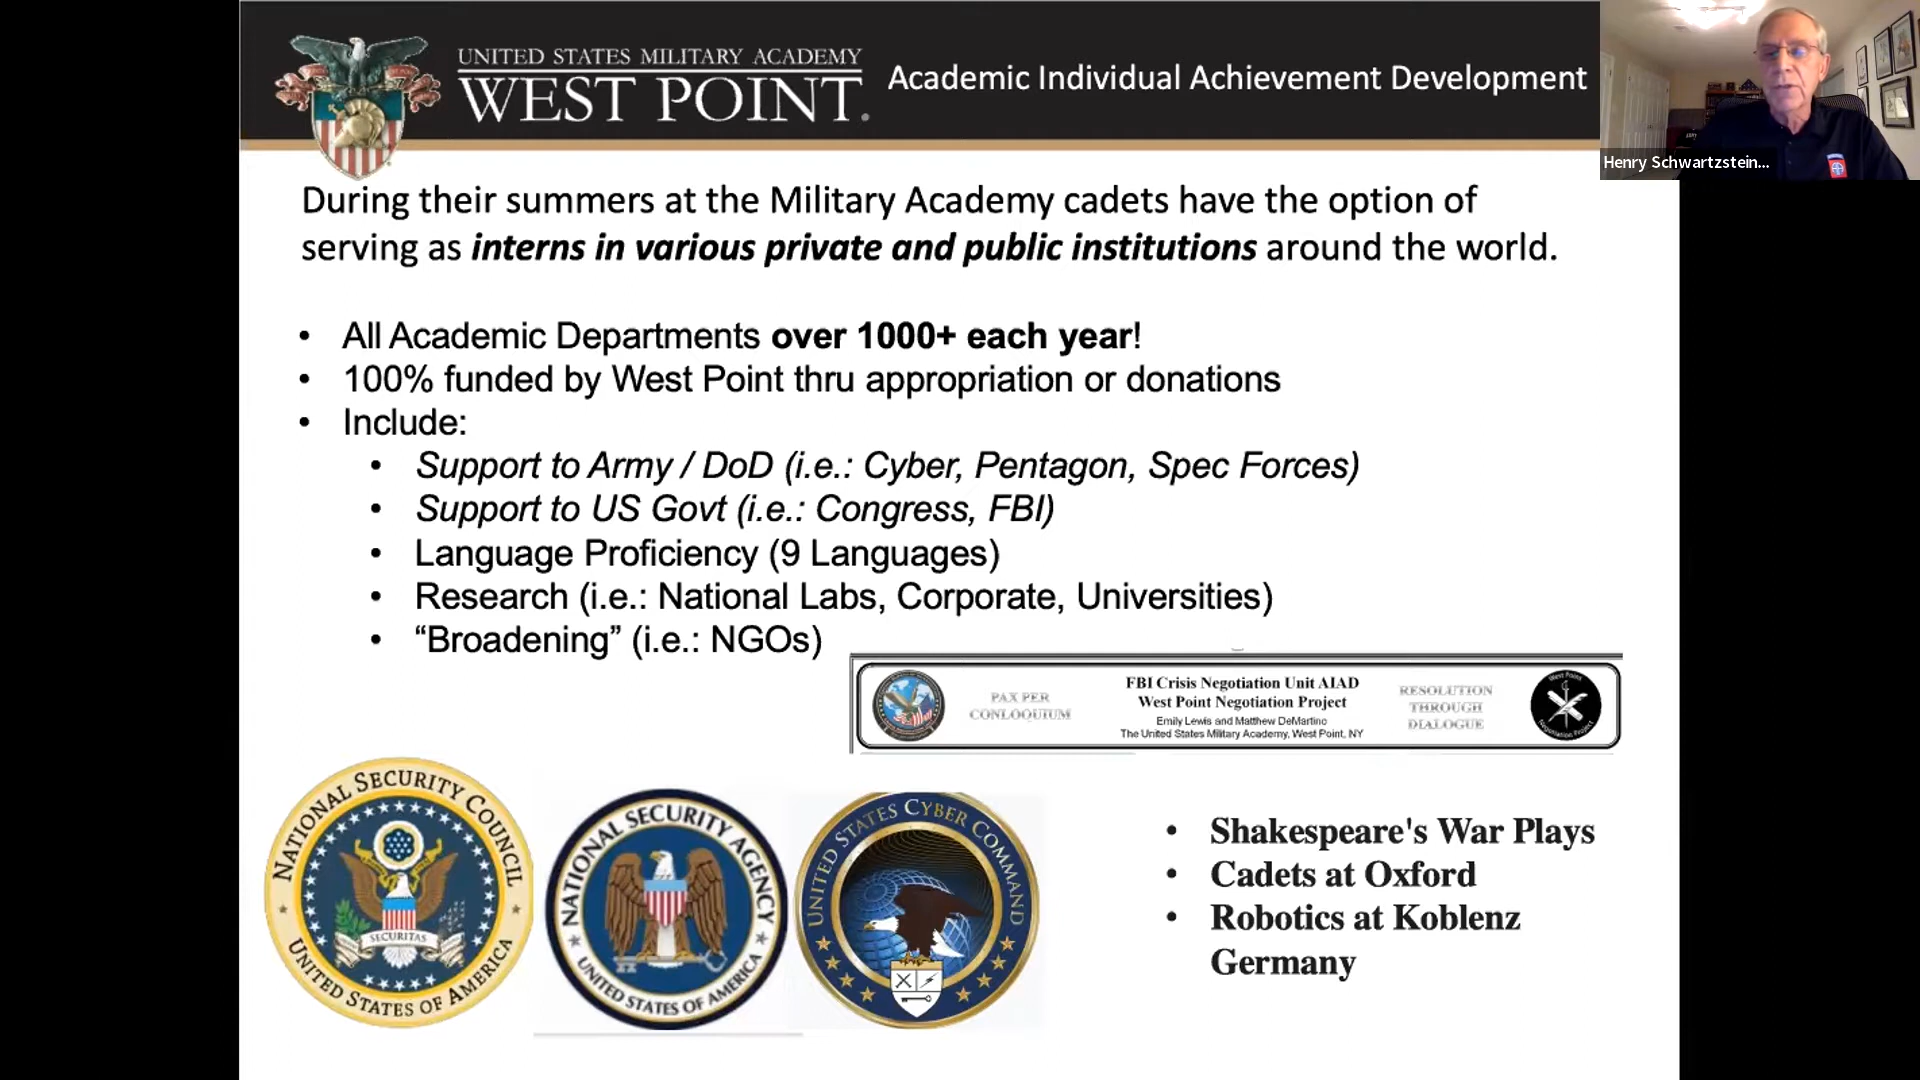 UNITED STATES MILITARY ACADEMY
WEST POINT.
Academic Individual Achievement Development
Henry Schwartzstein...
During their summers at the Military Academy cadets have the option of
serving as interns in various private and public institutions around the world.
• All Academic Departments over 1000+ each year!
• 100% funded by West Point thru appropriation or donations
• Include:
• Support to Army / DoD (i.e.: Cyber, Pentagon, Spec Forces)
• Support to US Govt (i.e.: Congress, FBI)
• Language Proficiency (9 Languages)
• Research (i.e.: National Labs, Corporate, Universities)
• “Broadening” (i.e.: NGOs)
PAX PER
CONLOQUIUM
FBI Crisis Negotiation Unit AIAD
West Point Negotiation Project
Emily Lewis and Matthew DeMartino
The United States Military Academy, West Point, NY
RESOLUTION
THROUGH
DIALOGUE
West Point
Negotiation Project
NATIONAL SECURITY COUNCIL
SECURITAS
UNITED STATES OF AMERICA
NATIONAL SECURITY AGENCY
UNITED STATES OF AMERICA
UNITED STATES CYBER COMMAND
• Shakespeare's War Plays
• Cadets at Oxford
• Robotics at Koblenz
Germany